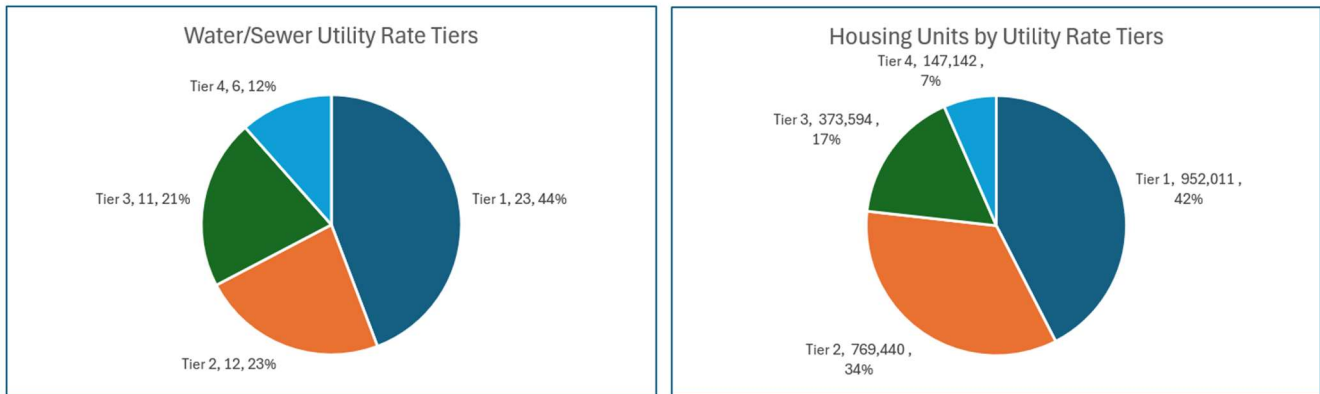 Water/Sewer Utility Rate Tiers
Tier 4, 6, 12%
Tier 3, 11, 21%
Tier 1, 23, 44%
Tier 2, 12, 23%
Housing Units by Utility Rate Tiers
Tier 4, 147,142 ,
7%
Tier 3, 373,594 ,
17%
Tier 1, 952,011 ,
42%
Tier 2, 769,440 ,
34%